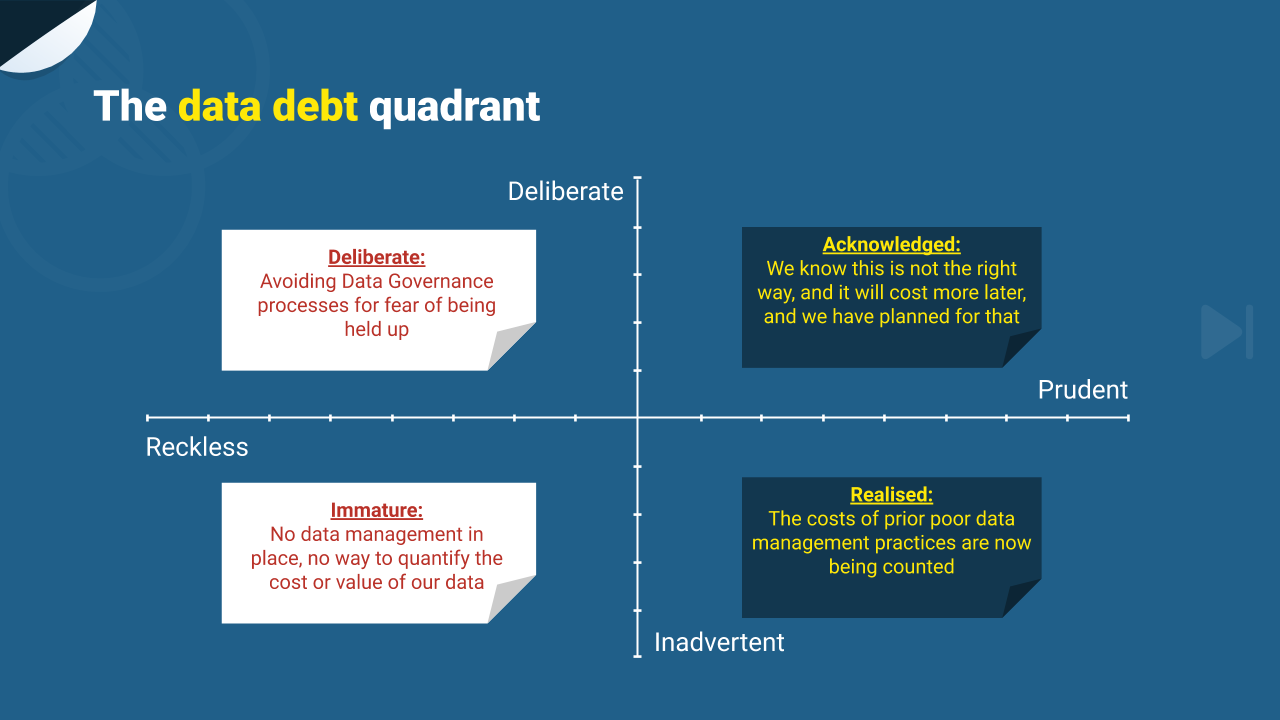 The data debt quadrant
Deliberate
Deliberate:
Avoiding Data Governance
processes for fear of being
held up
Acknowledged:
We know this is not the right
way, and it will cost more later,
and we have planned for that
Prudent
Reckless
Immature:
No data management in
place, no way to quantify the
cost or value of our data
Realised:
The costs of prior poor data
management practices are now
being counted
Inadvertent